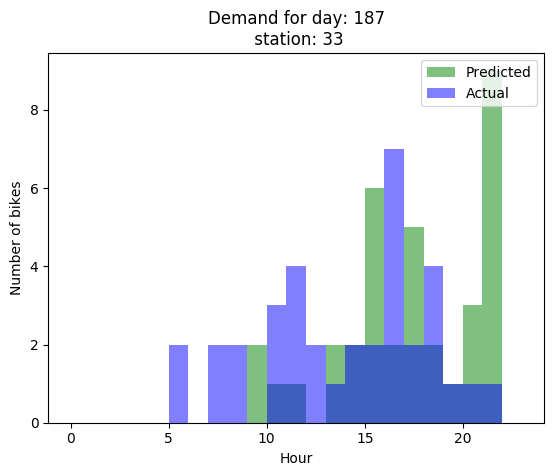 Demand for day: 187
station: 33
Predicted
Actual
Number of bikes
8
6
4
2
0
0
5
10
15
20
Hour